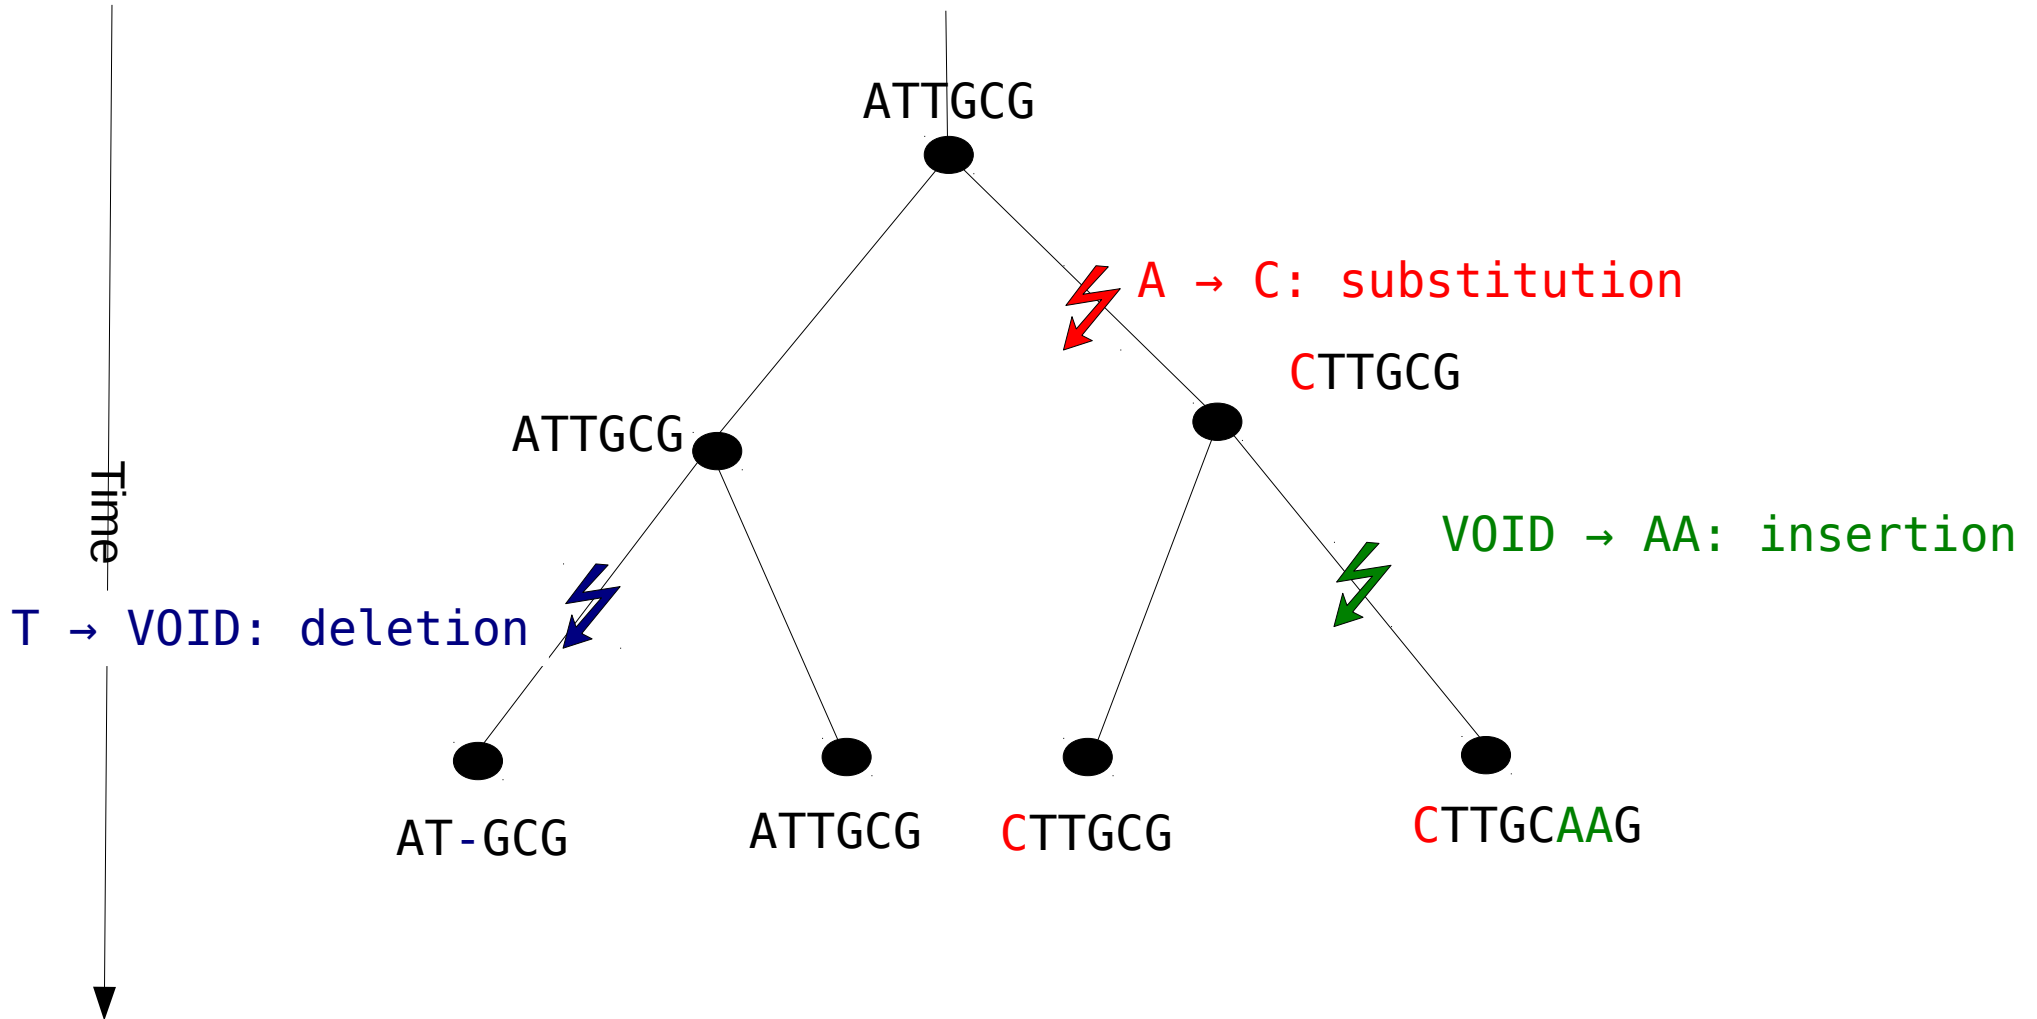 ATTGCG
A → C: substitution
CTTGCG
ATTGCG
Time
VOID → AA: insertion
T → VOID: deletion
AT-GCG
ATTGCG
CTTGCG
CTTGCAAG